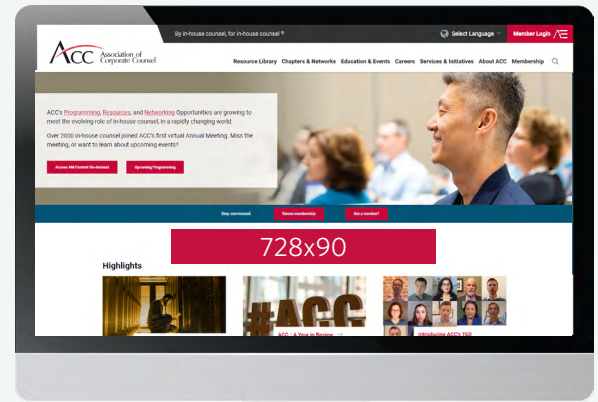 By in-house counsel, for in-house counsel ®
Select Language
Member Login
ACC Association of
Corporate Counsel
Resource Library Chapters & Networks Education & Events Careers Services & Initiatives About ACC Membership
ACC's Programming, Resources, and Networking Opportunities are growing to
meet the evolving role of in-house counsel, in a rapidly changing world.
Over 2000 in-house counsel joined ACC's first virtual Annual Meeting. Miss the
meeting, or want to learn about upcoming events?
Access AM Content On-demand Upcoming Programming
Stay connected. Renew membership. Not a member?
728x90
Highlights
#ACC
ACC - A Year in Review →
Introducing ACC's TED